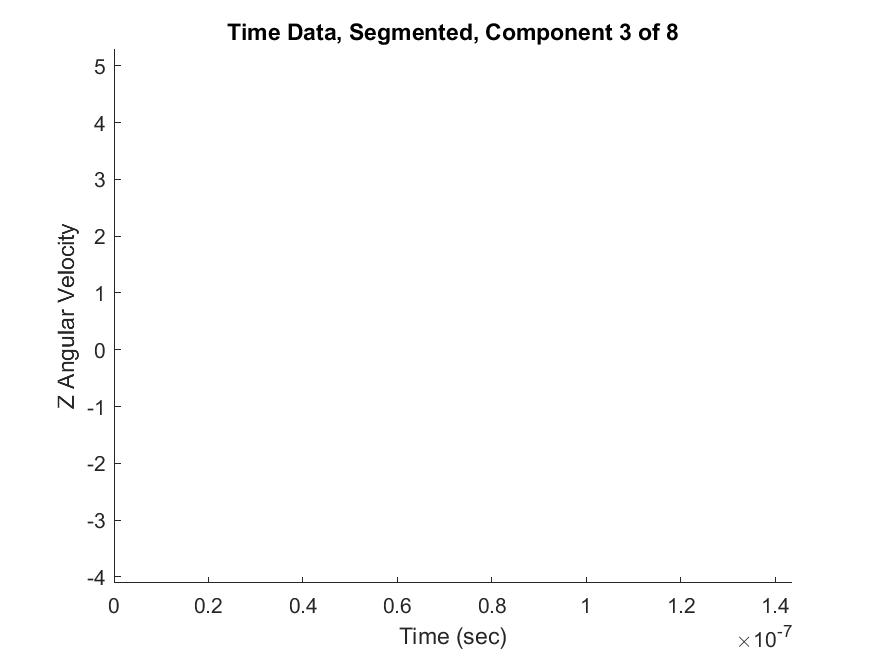 Time Data, Segmented, Component 3 of 8
5
4
3
2
1
0
-1
-2
-3
-4
Z Angular Velocity
0 0.2 0.4 0.6 0.8 1 1.2 1.4
×10⁻⁷
Time (sec)